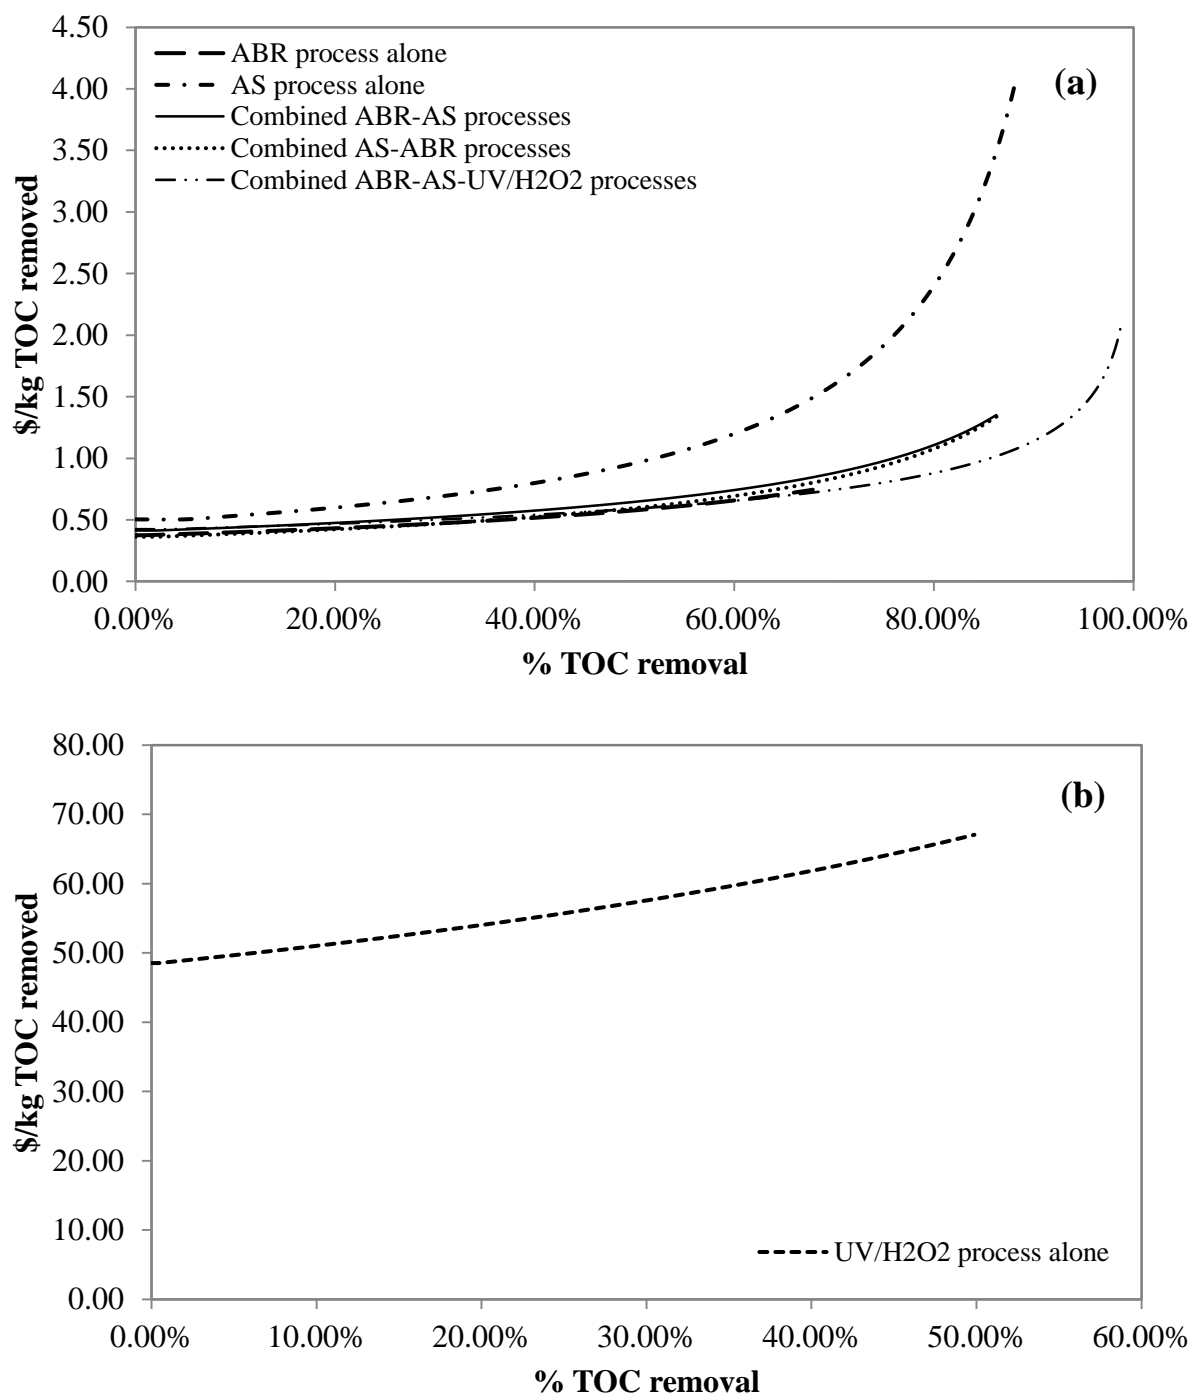 4.50
4.00
3.50
3.00
2.50
2.00
1.50
1.00
0.50
0.00
$/kg TOC removed
ABR process alone
AS process alone
Combined ABR-AS processes
Combined AS-ABR processes
Combined ABR-AS-UV/H2O2 processes
(a)
0.00% 20.00% 40.00% 60.00% 80.00% 100.00%
% TOC removal
80.00
70.00
60.00
50.00
40.00
30.00
20.00
10.00
0.00
$/kg TOC removed
(b)
UV/H2O2 process alone
0.00% 10.00% 20.00% 30.00% 40.00% 50.00% 60.00%
% TOC removal